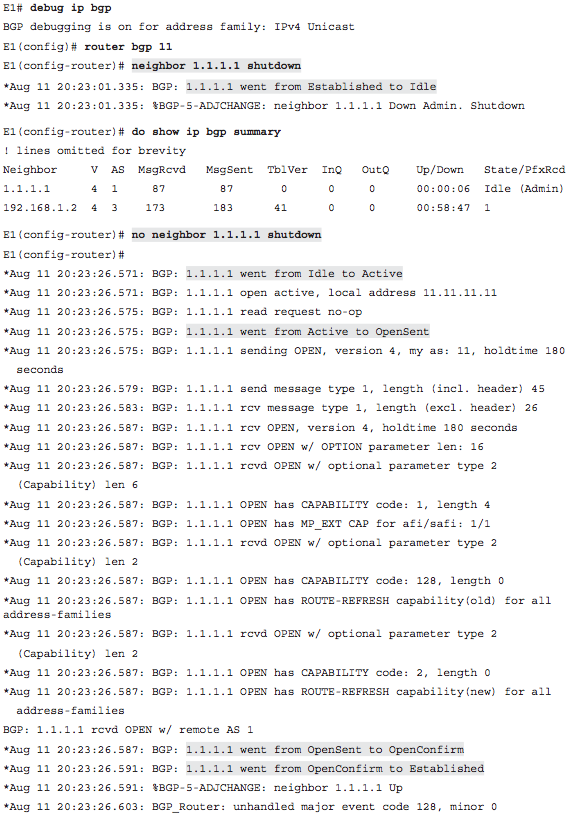 E1# debug ip bgp
BGP debugging is on for address family: IPv4 Unicast
E1(config)# router bgp 11
E1(config-router)# neighbor 1.1.1.1 shutdown
*Aug 11 20:23:01.335: BGP: 1.1.1.1 went from Established to Idle
*Aug 11 20:23:01.335: %BGP-5-ADJCHANGE: neighbor 1.1.1.1 Down Admin. Shutdown
E1(config-router)# do show ip bgp summary
! lines omitted for brevity
Neighbor V AS MsgRcvd MsgSent TblVer InQ OutQ Up/Down State/PfxRcd
1.1.1.1 4 1 87 87 0 0 0 00:00:06 Idle (Admin)
192.168.1.2 4 3 173 183 41 0 0 00:58:47 1
E1(config-router)# no neighbor 1.1.1.1 shutdown
E1(config-router)#
*Aug 11 20:23:26.571: BGP: 1.1.1.1 went from Idle to Active
*Aug 11 20:23:26.571: BGP: 1.1.1.1 open active, local address 11.11.11.11
*Aug 11 20:23:26.575: BGP: 1.1.1.1 read request no-op
*Aug 11 20:23:26.575: BGP: 1.1.1.1 went from Active to OpenSent
*Aug 11 20:23:26.575: BGP: 1.1.1.1 sending OPEN, version 4, my as: 11, holdtime 180
seconds
*Aug 11 20:23:26.579: BGP: 1.1.1.1 send message type 1, length (incl. header) 45
*Aug 11 20:23:26.583: BGP: 1.1.1.1 rcv message type 1, length (excl. header) 26
*Aug 11 20:23:26.587: BGP: 1.1.1.1 rcv OPEN, version 4, holdtime 180 seconds
*Aug 11 20:23:26.587: BGP: 1.1.1.1 rcv OPEN w/ OPTION parameter len: 16
*Aug 11 20:23:26.587: BGP: 1.1.1.1 rcvd OPEN w/ optional parameter type 2
(Capability) len 6
*Aug 11 20:23:26.587: BGP: 1.1.1.1 OPEN has CAPABILITY code: 1, length 4
*Aug 11 20:23:26.587: BGP: 1.1.1.1 OPEN has MP_EXT CAP for afi/safi: 1/1
*Aug 11 20:23:26.587: BGP: 1.1.1.1 rcvd OPEN w/ optional parameter type 2
(Capability) len 2
*Aug 11 20:23:26.587: BGP: 1.1.1.1 OPEN has CAPABILITY code: 128, length 0
*Aug 11 20:23:26.587: BGP: 1.1.1.1 OPEN has ROUTE-REFRESH capability(old) for all
address-families
*Aug 11 20:23:26.587: BGP: 1.1.1.1 rcvd OPEN w/ optional parameter type 2
(Capability) len 2
*Aug 11 20:23:26.587: BGP: 1.1.1.1 OPEN has CAPABILITY code: 2, length 0
*Aug 11 20:23:26.587: BGP: 1.1.1.1 OPEN has ROUTE-REFRESH capability(new) for all
address-families
BGP: 1.1.1.1 rcvd OPEN w/ remote AS 1
*Aug 11 20:23:26.587: BGP: 1.1.1.1 went from OpenSent to OpenConfirm
*Aug 11 20:23:26.591: BGP: 1.1.1.1 went from OpenConfirm to Established
*Aug 11 20:23:26.591: %BGP-5-ADJCHANGE: neighbor 1.1.1.1 Up
*Aug 11 20:23:26.603: BGP_Router: unhandled major event code 128, minor 0